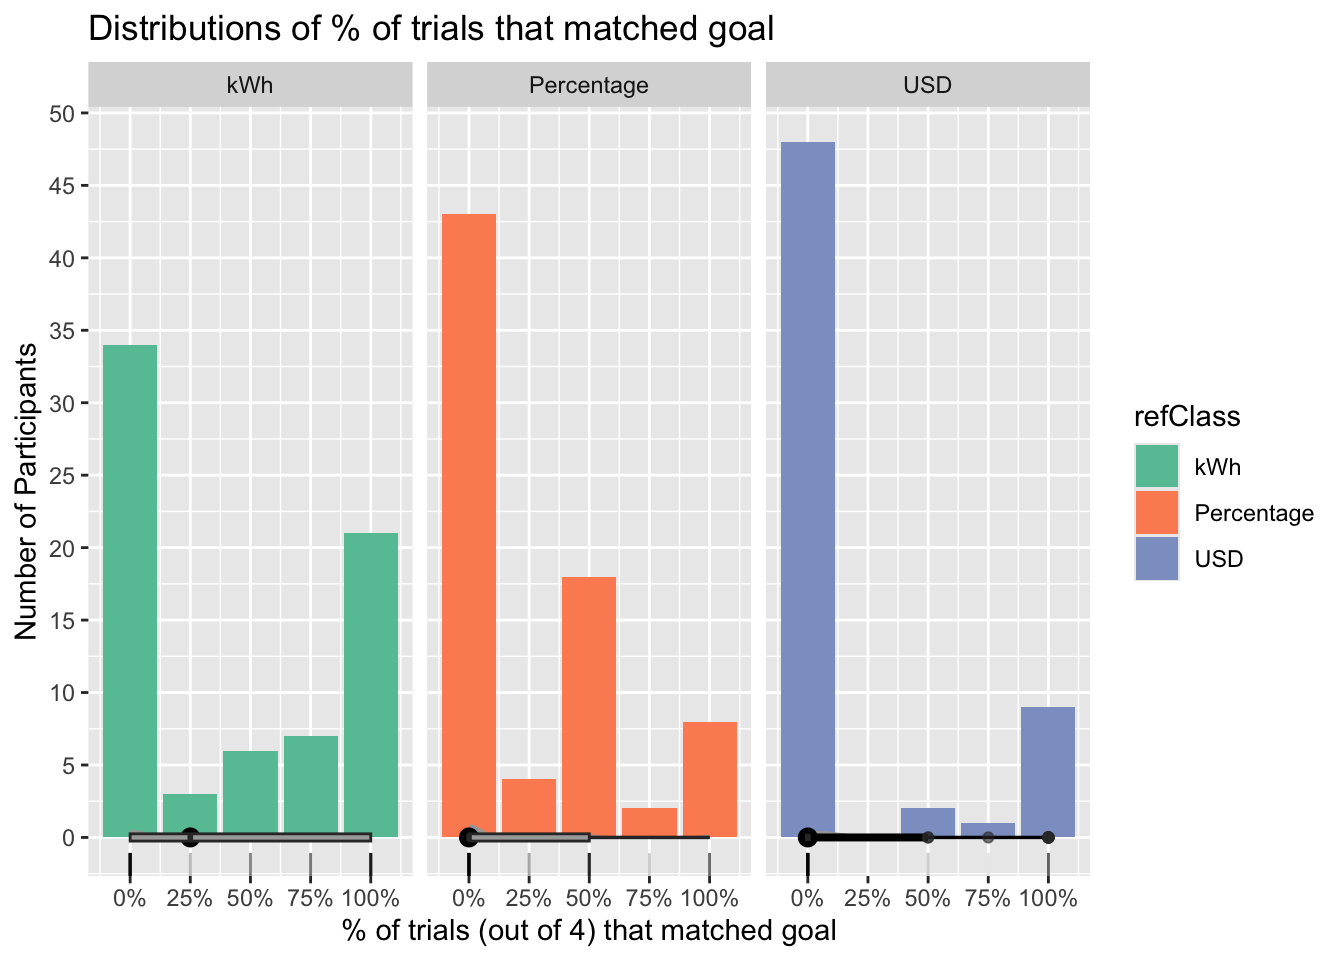 Distributions of % of trials that matched goal
kWh
Percentage
USD
50
45
40
35
30
25
20
15
10
5
0
Number of Participants
0% 25% 50% 75% 100%
0% 25% 50% 75% 100%
0% 25% 50% 75% 100%
% of trials (out of 4) that matched goal
refClass
kWh
Percentage
USD